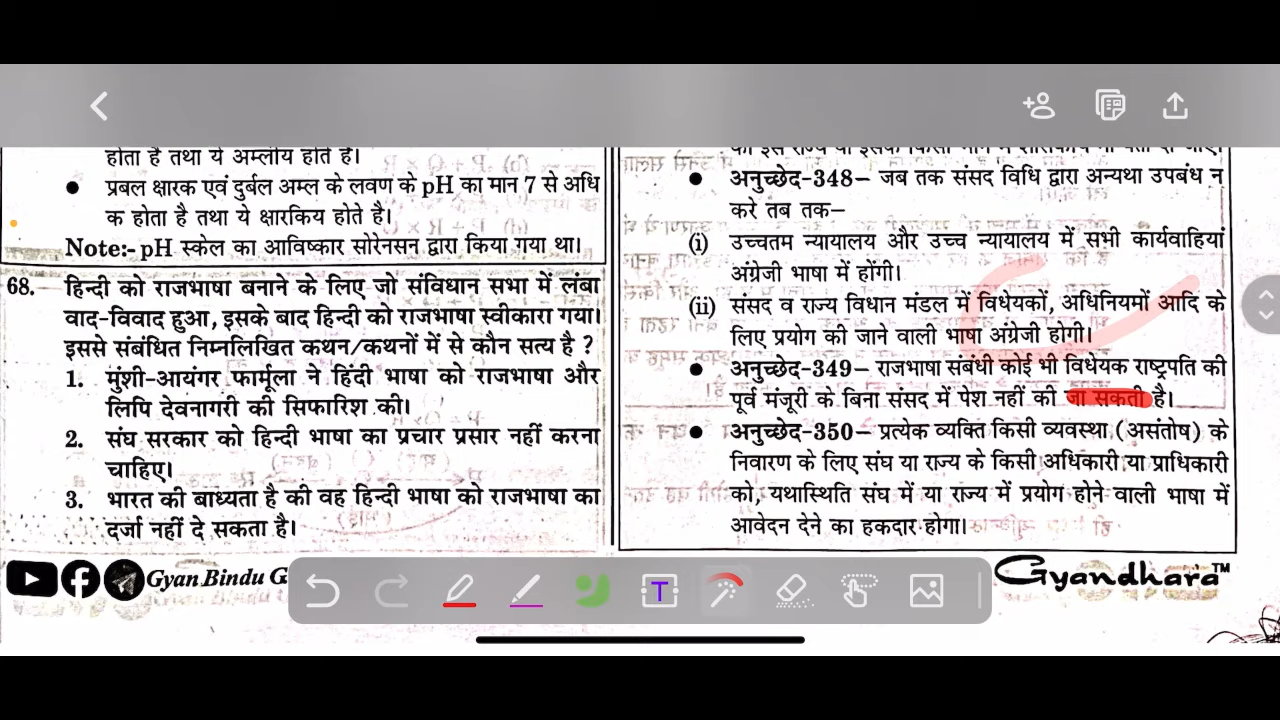 होता है तथा ये अम्लीय होते हैं।
● प्रबल क्षारक एवं दुर्बल अम्ल के लवण के pH का मान 7 से अधि
क होता है तथा ये क्षारकिय होते है।
Note:- pH स्केल का आविष्कार सोरेनसन द्वारा किया गया था।
68. हिन्दी को राजभाषा बनाने के लिए जो संविधान सभा में लंबा
वाद-विवाद हुआ, इसके बाद हिन्दी को राजभाषा स्वीकारा गया।
इससे संबंधित निम्नलिखित कथन/कथनों में से कौन सत्य है ?
1. मुंशी-आयंगर फार्मूला ने हिंदी भाषा को राजभाषा और
लिपि देवनागरी की सिफारिश की।
2. संघ सरकार को हिन्दी भाषा का प्रचार प्रसार नहीं करना
चाहिए।
3. भारत की बाध्यता है की वह हिन्दी भाषा को राजभाषा का
दर्जा नहीं दे सकता है।
Gyan Bindu G
● अनुच्छेद-348– जब तक संसद विधि द्वारा अन्यथा उपबंध न
करे तब तक–
(i) उच्चतम न्यायालय और उच्च न्यायालय में सभी कार्यवाहियां
अंग्रेजी भाषा में होंगी।
(ii) संसद व राज्य विधान मंडल में विधेयकों, अधिनियमों आदि के
लिए प्रयोग की जाने वाली भाषा अंग्रेजी होगी।
● अनुच्छेद-349– राजभाषा संबंधी कोई भी विधेयक राष्ट्रपति की
पूर्व मंजूरी के बिना संसद में पेश नहीं की जा सकती है।
● अनुच्छेद-350– प्रत्येक व्यक्ति किसी व्यवस्था (असंतोष) के
निवारण के लिए संघ या राज्य के किसी अधिकारी या प्राधिकारी
को, यथास्थिति संघ में या राज्य में प्रयोग होने वाली भाषा में
आवेदन देने का हकदार होगा।
Gyandhara™
T